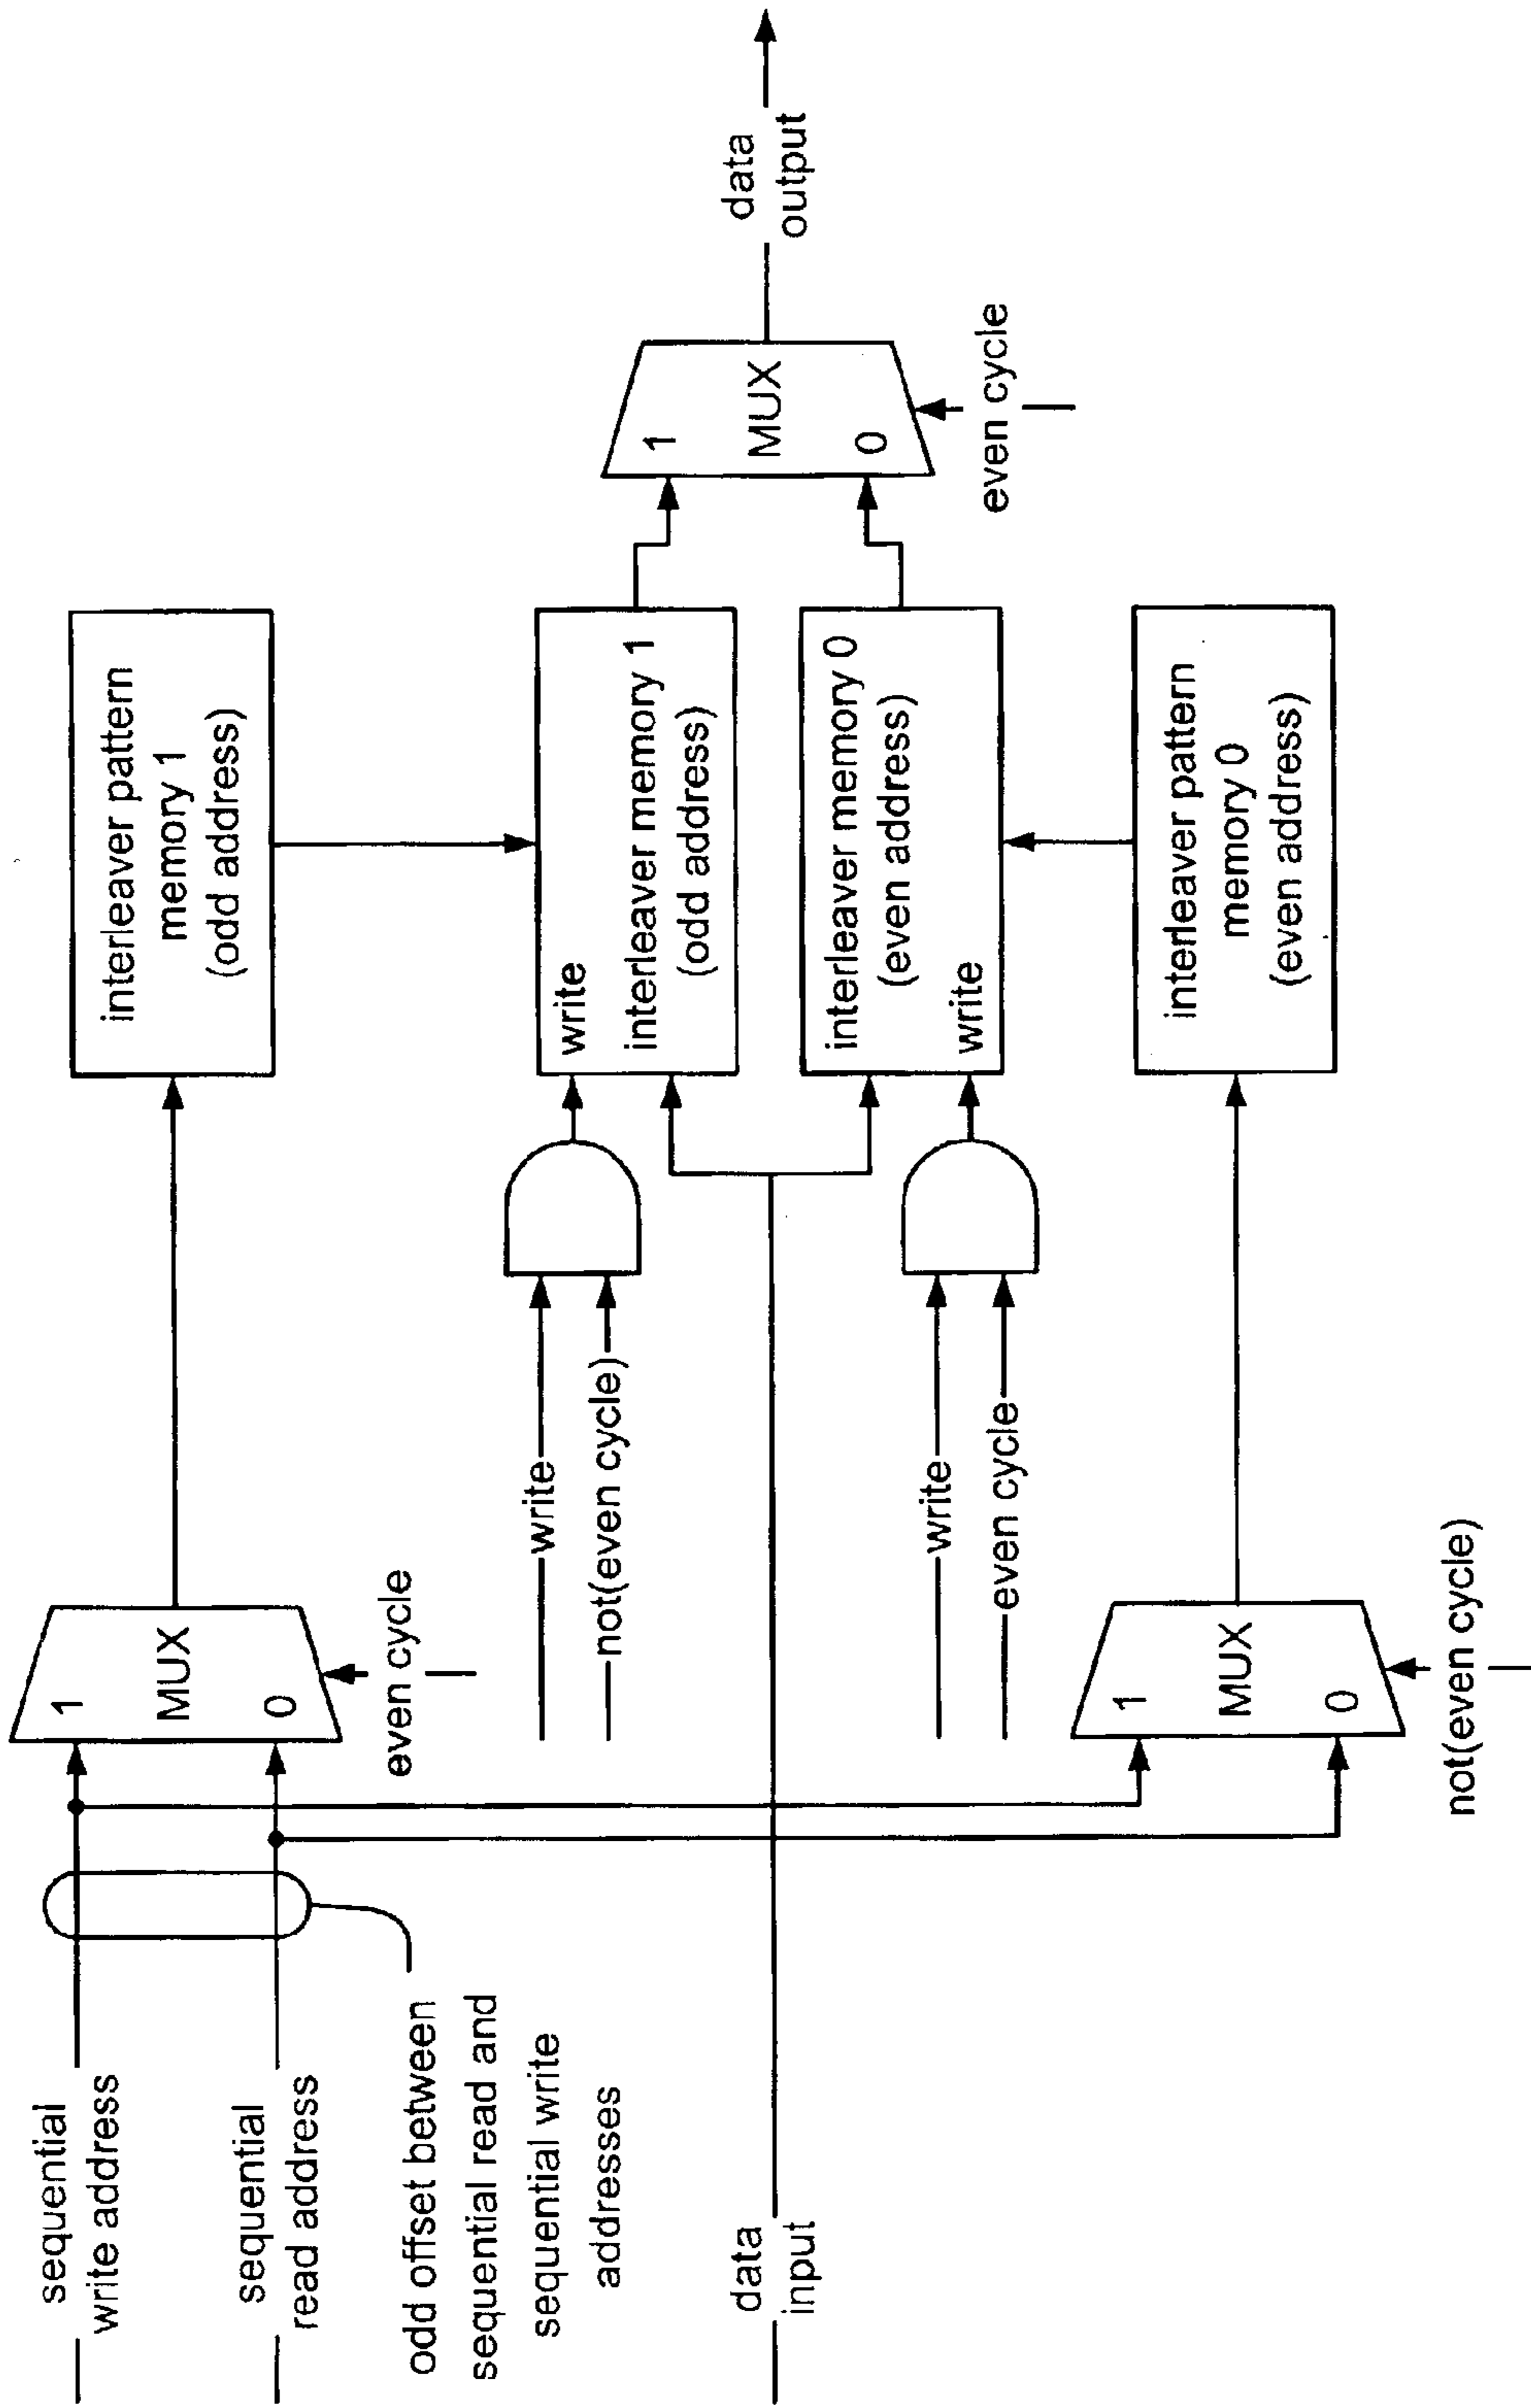 sequential
write address
sequential
read address
odd offset between
sequential read and
sequential write
addresses
data
input
1
MUX
0
even cycle
write
not(even cycle)
write
even cycle
1
MUX
0
not(even cycle)
interleaver pattern
memory 1
(odd address)
write
interleaver memory 1
(odd address)
interleaver memory 0
(even address)
write
interleaver pattern
memory 0
(even address)
1
MUX
0
even cycle
data
output